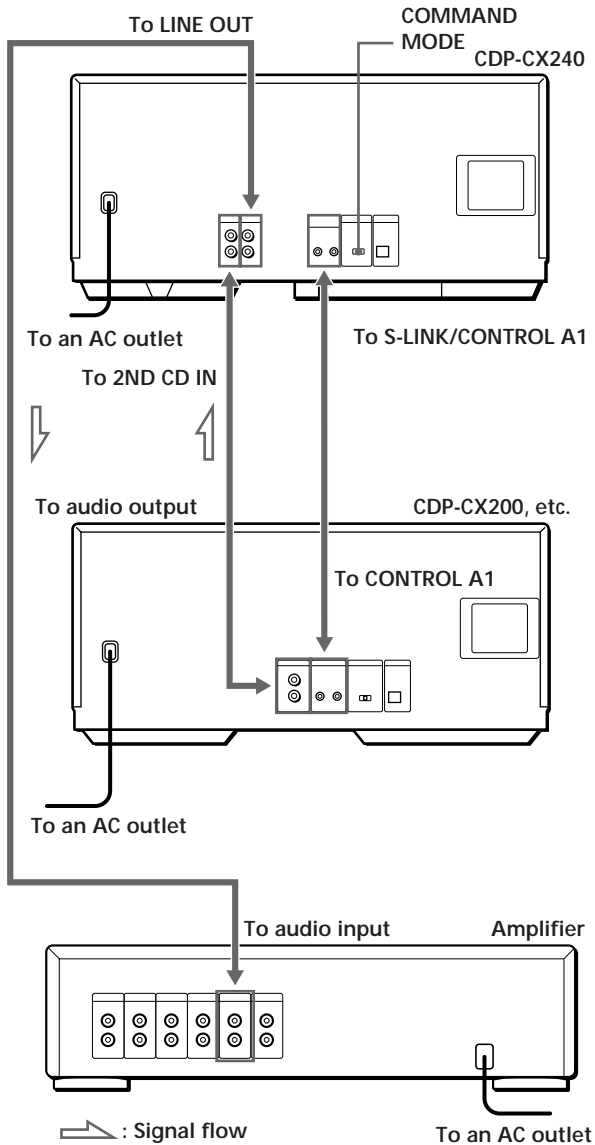 To LINE OUT
COMMAND
MODE
CDP-CX240
To an AC outlet
To S-LINK/CONTROL A1
To 2ND CD IN
To audio output
CDP-CX200, etc.
To CONTROL A1
To an AC outlet
To audio input
Amplifier
: Signal flow
To an AC outlet